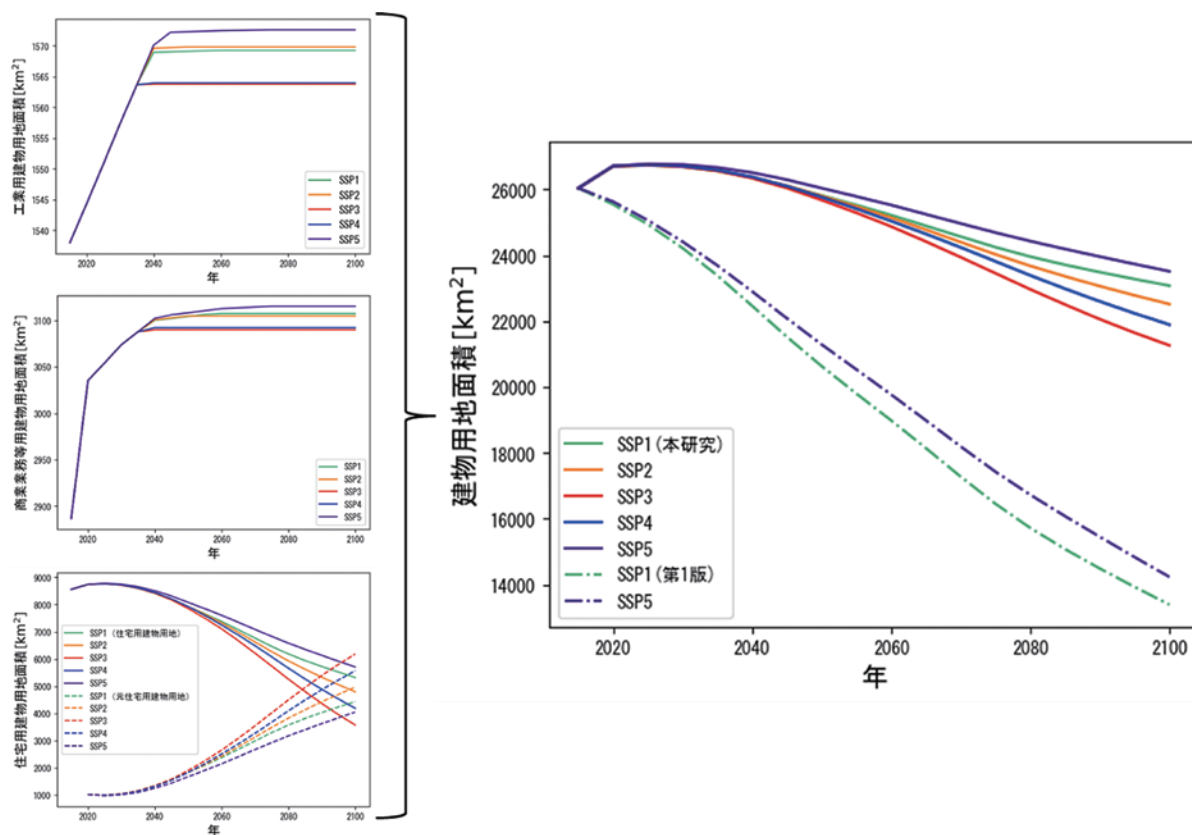 工業用建物用地面積[km²]
1570
1565
1560
1555
1550
1545
1540
SSP1
SSP2
SSP3
SSP4
SSP5
2020 2040 2060 2080 2100
年
商業業務等用建物用地面積[km²]
3100
3050
3000
2950
2900
SSP1
SSP2
SSP3
SSP4
SSP5
2020 2040 2060 2080 2100
年
住宅用建物用地面積[km²]
9000
8000
7000
6000
5000
4000
3000
2000
1000
SSP1 (住宅用建物用地)
SSP2
SSP3
SSP4
SSP5
SSP1 (元住宅用建物用地)
SSP2
SSP3
SSP4
SSP5
2020 2040 2060 2080 2100
年
建物用地面積[km²]
26000
24000
22000
20000
18000
16000
14000
SSP1(本研究)
SSP2
SSP3
SSP4
SSP5
SSP1(第1版)
SSP5
2020 2040 2060 2080 2100
年